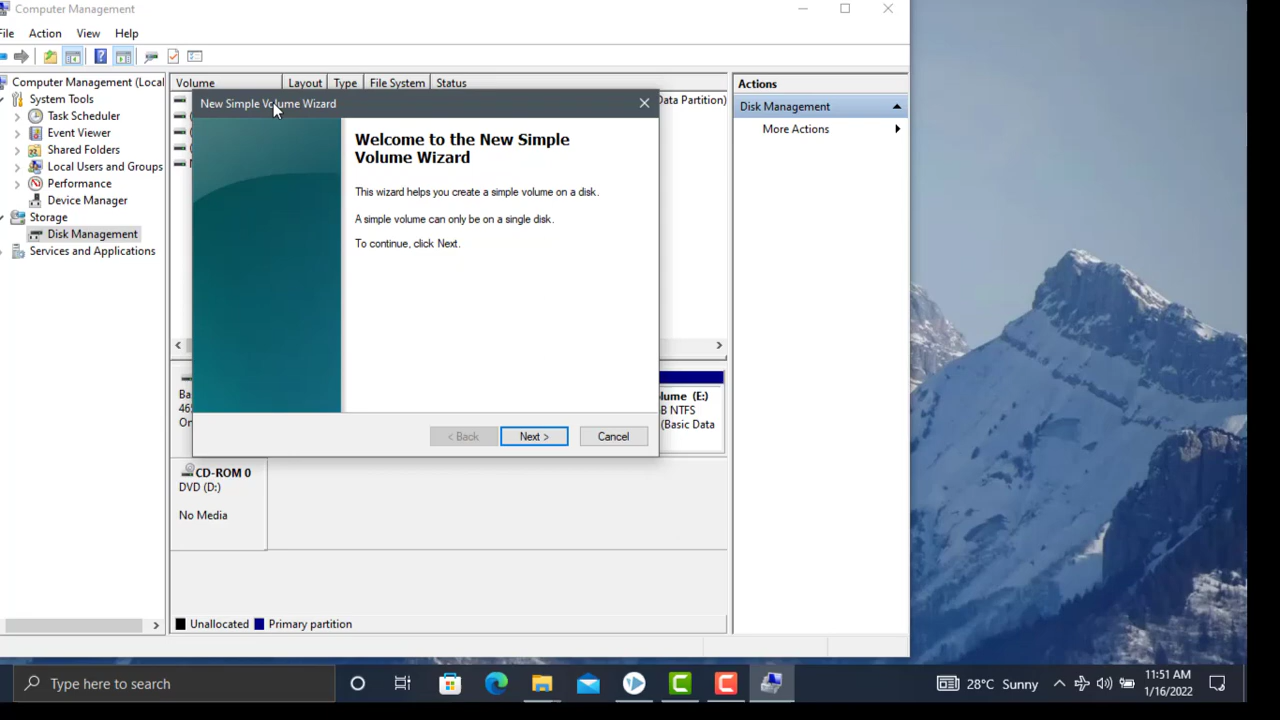 Computer Management
File Action View Help
Computer Management (Local
System Tools
Task Scheduler
Event Viewer
Shared Folders
Local Users and Groups
Performance
Device Manager
Storage
Disk Management
Services and Applications
Volume Layout Type File System Status
Data Partition)
New Simple Volume Wizard
Welcome to the New Simple
Volume Wizard
This wizard helps you create a simple volume on a disk.
A simple volume can only be on a single disk.
To continue, click Next.
< Back Next > Cancel
Ba
On
lume (E:)
B NTFS
(Basic Data
CD-ROM 0
DVD (D:)
No Media
Unallocated Primary partition
Actions
Disk Management
More Actions
Type here to search
28°C Sunny
11:51 AM
1/16/2022